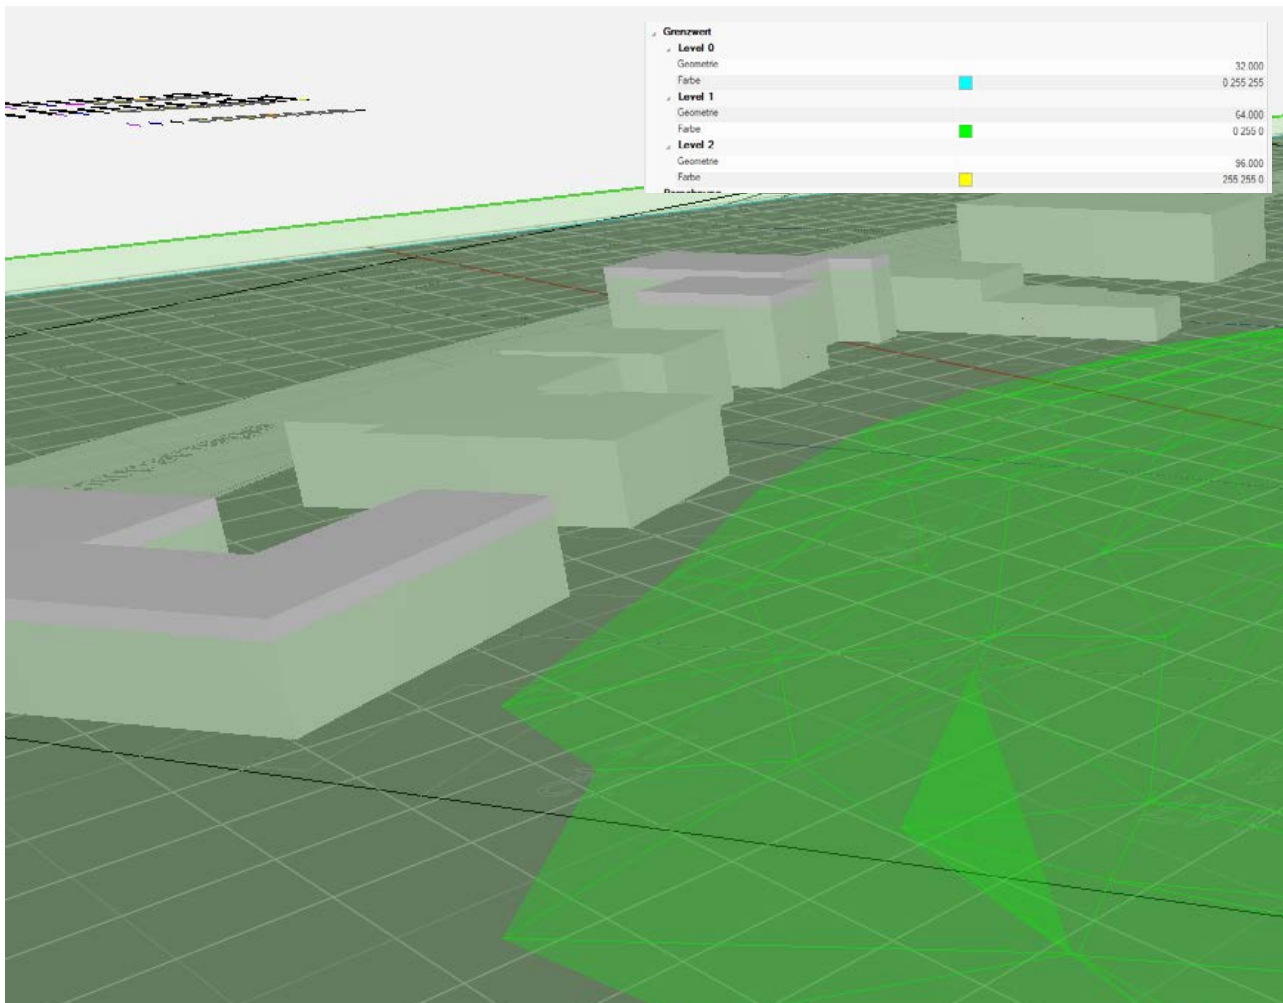 Grenzwert
Level 0
Geometrie 32.000
Farbe 0 255 255
Level 1
Geometrie 64.000
Farbe 0 255 0
Level 2
Geometrie 96.000
Farbe 255 255 0